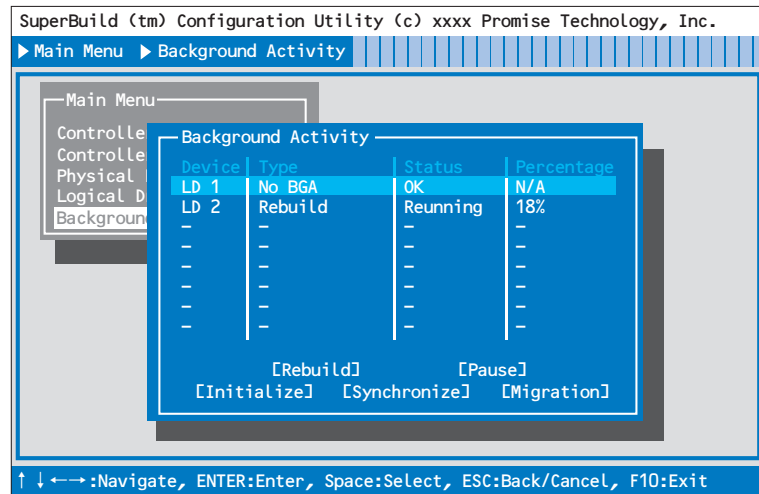 SuperBuild (tm) Configuration Utility (c) xxxx Promise Technology, Inc.
▶ Main Menu ▶ Background Activity
Main Menu
Controlle
Controlle
Physical
Logical D
Background
Background Activity
Device Type Status Percentage
LD 1 No BGA OK N/A
LD 2 Rebuild Reunning 18%
– – – –
– – – –
– – – –
– – – –
– – – –
– – – –
[Rebuild] [Pause]
[Initialize] [Synchronize] [Migration]
↑↓←→:Navigate, ENTER:Enter, Space:Select, ESC:Back/Cancel, F10:Exit